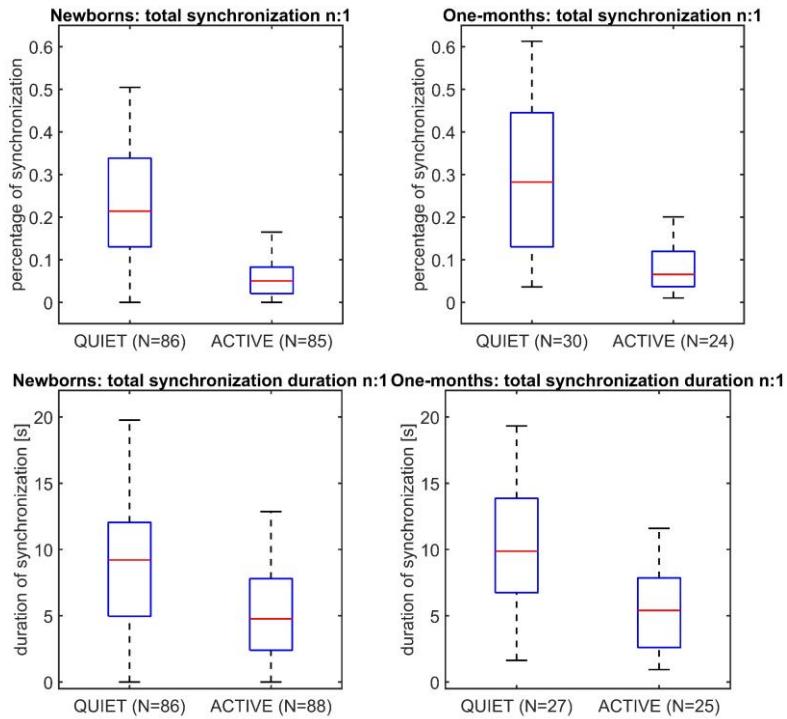 Newborns: total synchronization n:1
percentage of synchronization
0.6
0.5
0.4
0.3
0.2
0.1
0
QUIET (N=86) ACTIVE (N=85)
One-months: total synchronization n:1
percentage of synchronization
0.6
0.5
0.4
0.3
0.2
0.1
0
QUIET (N=30) ACTIVE (N=24)
Newborns: total synchronization duration n:1
duration of synchronization [s]
20
15
10
5
0
QUIET (N=86) ACTIVE (N=88)
One-months: total synchronization duration n:1
duration of synchronization [s]
20
15
10
5
0
QUIET (N=27) ACTIVE (N=25)